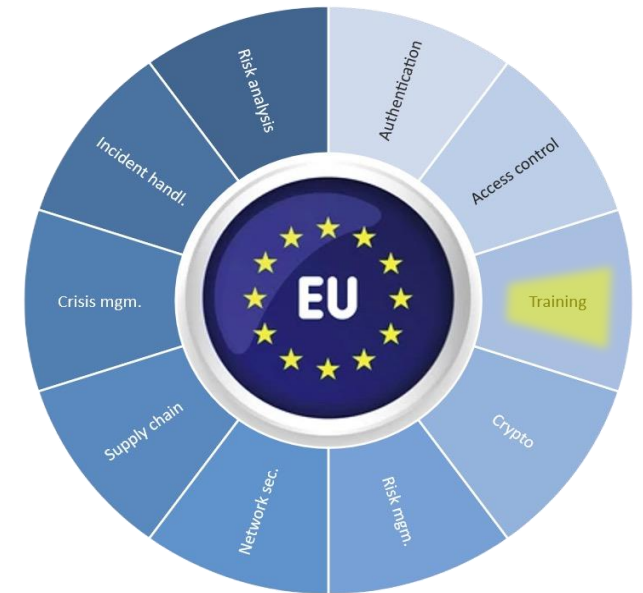 Authentication
Access control
Training
Crypto
Risk mgm.
Network sec.
Supply chain
Crisis mgm.
Incident handl.
Risk analysis
EU